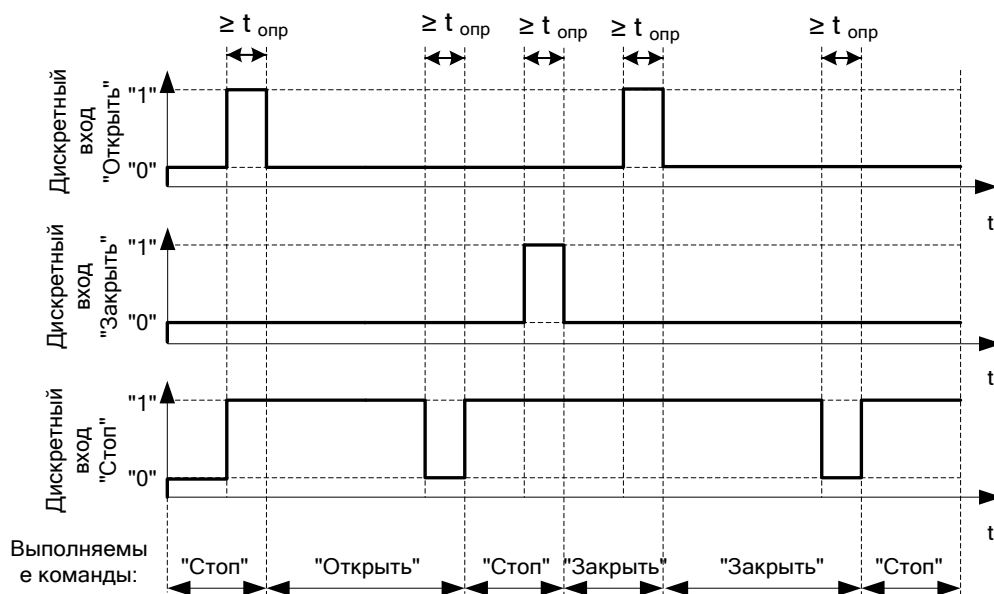 ≥ t опр ≥ t опр ≥ t опр ≥ t опр ≥ t опр
Дискретный
вход
"Открыть"
"1"
"0"
t
Дискретный
вход
"Закрыть"
"1"
"0"
t
Дискретный
вход
"Стоп"
"1"
"0"
t
Выполняемы
е команды:
"Стоп" "Открыть" "Стоп" "Закрыть" "Закрыть" "Стоп"